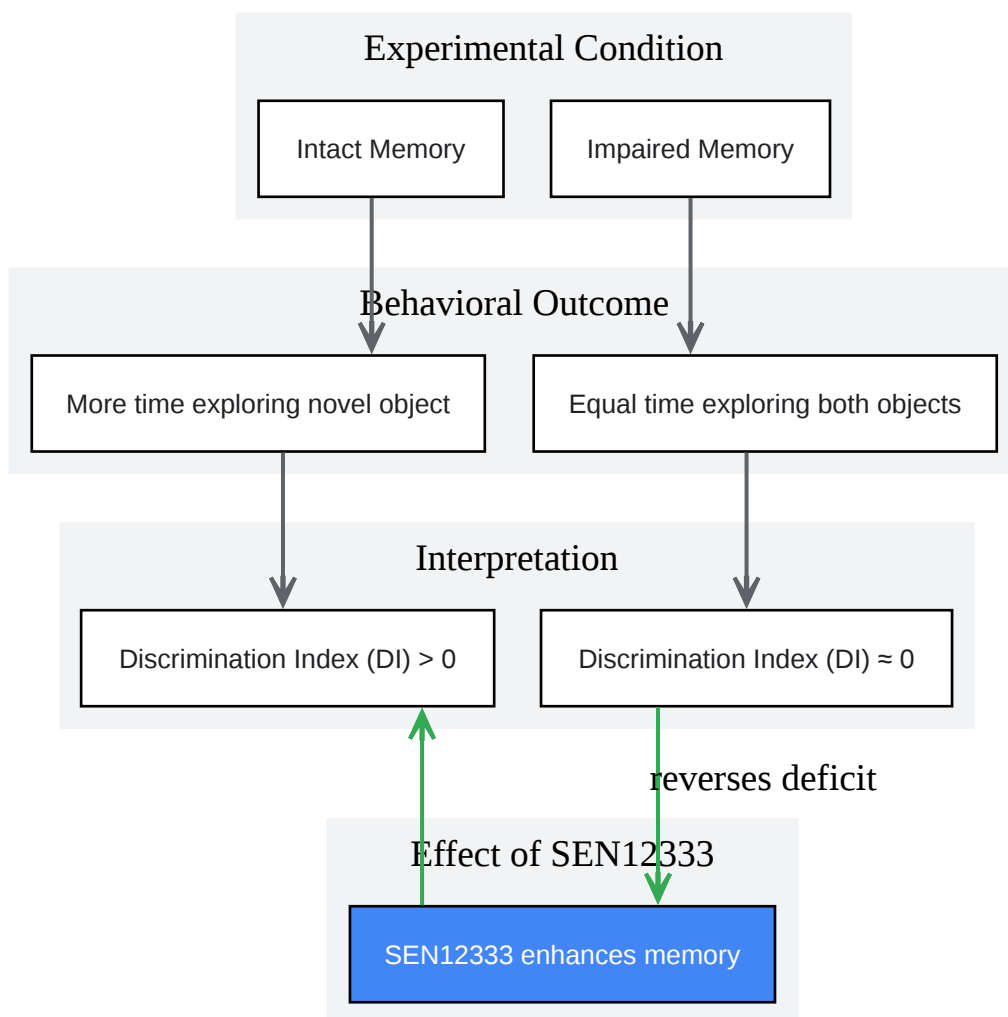 Experimental Condition
Intact Memory
Impaired Memory
Behavioral Outcome
More time exploring novel object
Equal time exploring both objects
Interpretation
Discrimination Index (DI) > 0
Discrimination Index (DI) ≈ 0
reverses deficit
Effect of SEN12333
SEN12333 enhances memory